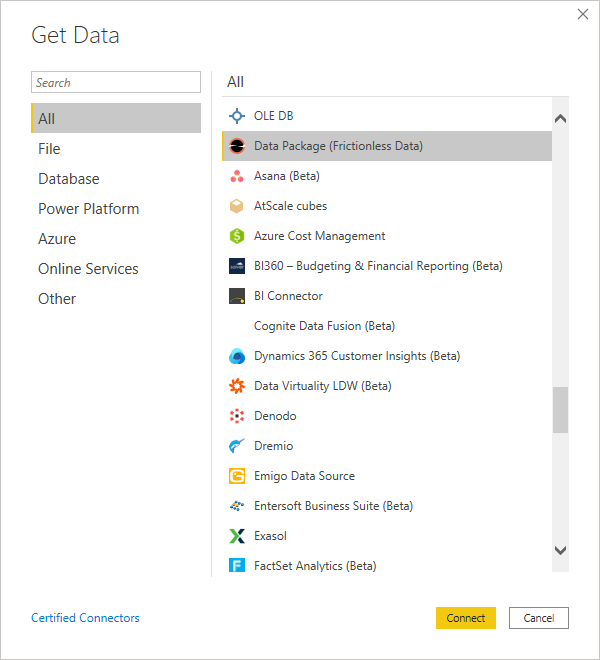 Get Data
Search
All
File
Database
Power Platform
Azure
Online Services
Other
All
OLE DB
Data Package (Frictionless Data)
Asana (Beta)
AtScale cubes
Azure Cost Management
BI360 – Budgeting & Financial Reporting (Beta)
BI Connector
Cognite Data Fusion (Beta)
Dynamics 365 Customer Insights (Beta)
Data Virtuality LDW (Beta)
Denodo
Dremio
Emigo Data Source
Entersoft Business Suite (Beta)
Exasol
FactSet Analytics (Beta)
Certified Connectors
Connect
Cancel